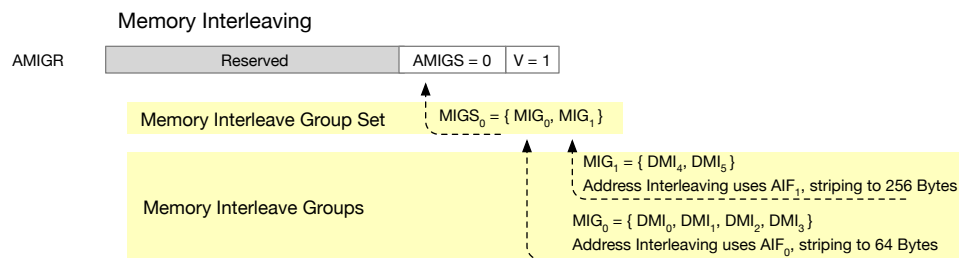 Memory Interleaving
AMIGR Reserved AMIGS = 0 V = 1
Memory Interleave Group Set MIGS₀ = { MIG₀, MIG₁ }
MIG₁ = { DMI₄, DMI₅ }
Address Interleaving uses AIF₁, striping to 256 Bytes
Memory Interleave Groups
MIG₀ = { DMI₀, DMI₁, DMI₂, DMI₃ }
Address Interleaving uses AIF₀, striping to 64 Bytes